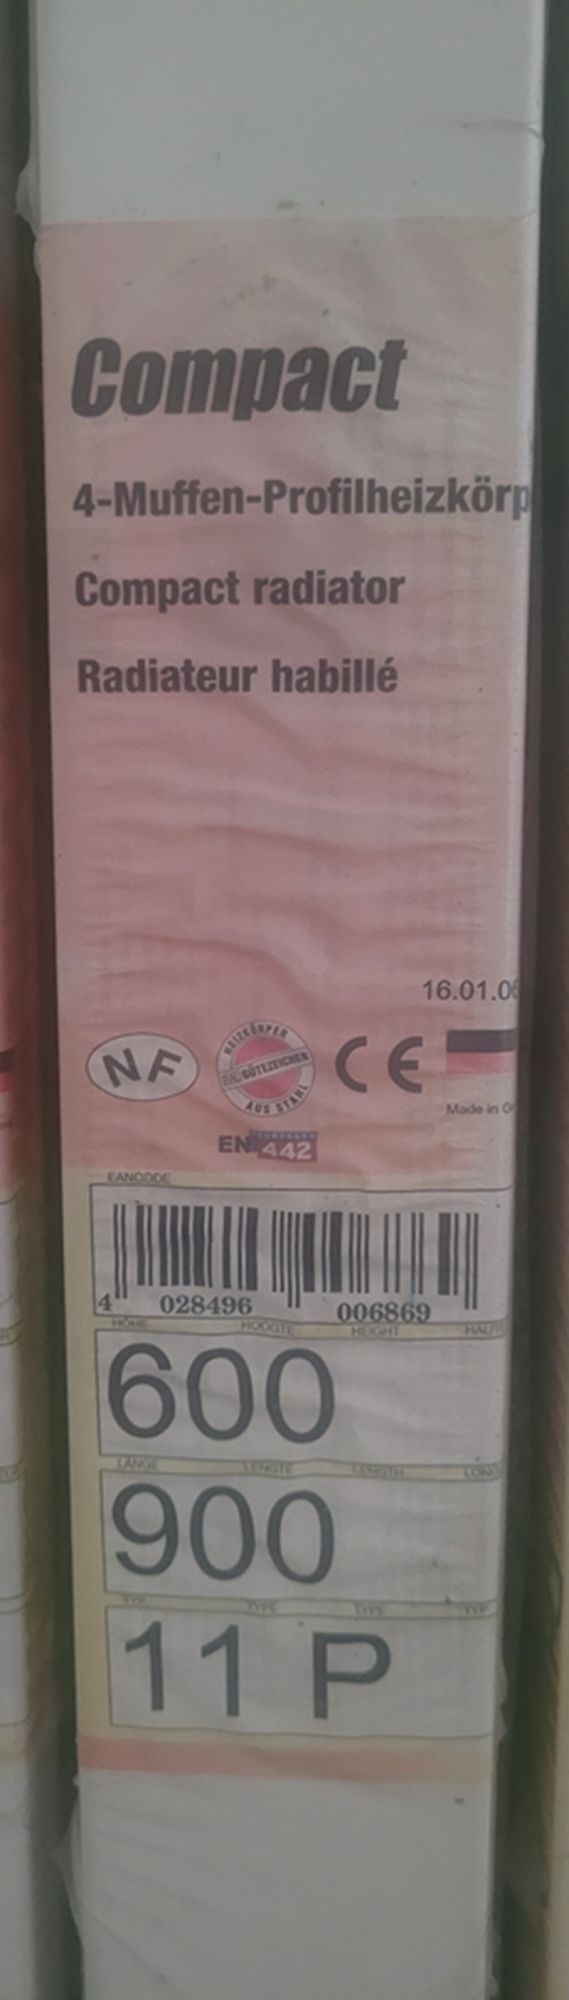 Compact
4-Muffen-Profilheizkörp
Compact radiator
Radiateur habillé
16.01.0
NF
HEIZKÖRPER
RAL GÜTEZEICHEN
AUS STAHL
CE
Made in G
EN 442
EANCODE
4 028496 006869
HÖHE HOOGTE HEIGHT HAUT
600
LÄNGE LENGTE LENGTH LONG
900
TYP TYPE TYPE TYP
11 P